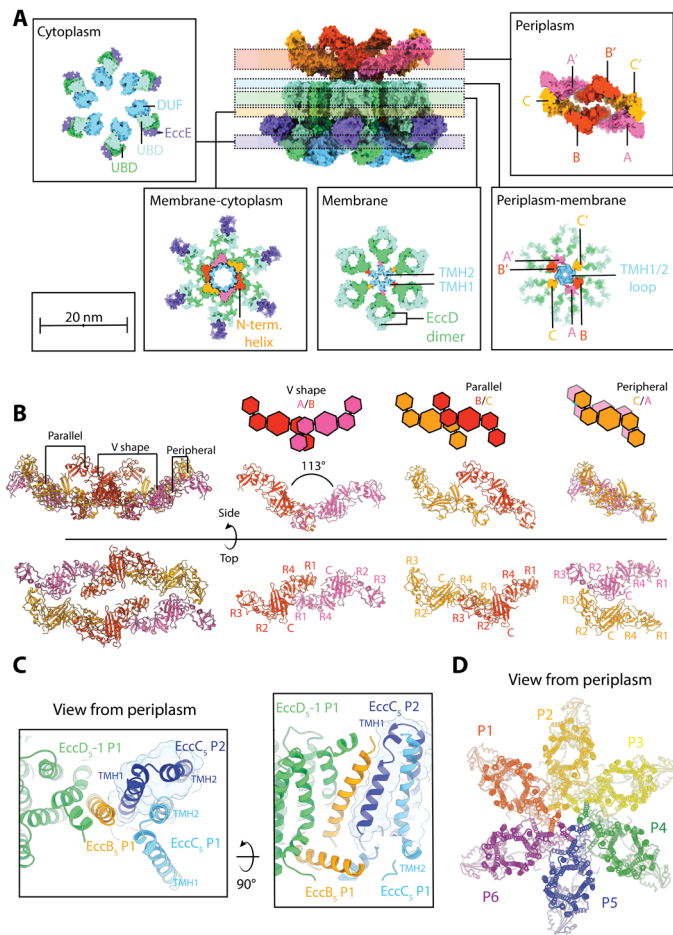 A
Cytoplasm
DUF
EccE
UBD
UBD
Periplasm
A′
B′
C′
C
B
A
Membrane-cytoplasm
N-term.
helix
Membrane
TMH2
TMH1
EccD
dimer
Periplasm-membrane
C′
A′
B′
TMH1/2
loop
C
A
B
20 nm
B
Parallel
V shape
Peripheral
V shape
A/B
Parallel
B/C
Peripheral
C/A
113°
Side
Top
R4
R1
C
R2
R3
R3
R2
C
R1
R4
R3
C
R4
R1
R4
R1
R2
R3
R2
C
R3
R2
R4
R1
C
R3
R2
C
R4
R1
C
View from periplasm
EccD₅-1 P1
EccC₅ P2
TMH1
TMH2
TMH2
EccB₅ P1
EccC₅ P1
TMH1
90°
EccD₅-1 P1
EccC₅ P2
TMH1
TMH2
EccB₅ P1
EccC₅ P1
D
View from periplasm
P1
P2
P3
P4
P6
P5